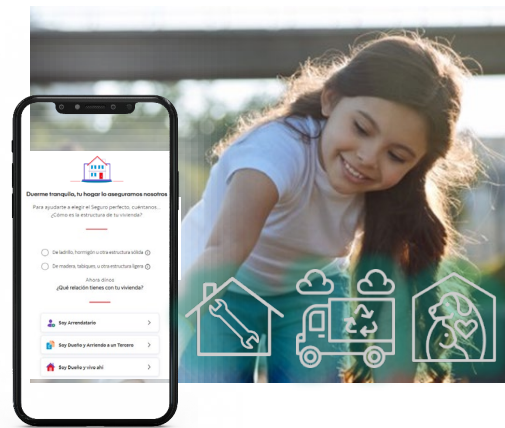 Duerme tranquilo, tu hogar lo aseguramos nosotros
Para ayudarte a elegir el Seguro perfecto, cuéntanos...
¿Cómo es la estructura de tu vivienda?
De ladrillo, hormigón u otra estructura sólida
De madera, tabiques, u otra estructura ligera
Ahora dinos
¿Qué relación tienes con tu vivienda?
Soy Arrendatario
Soy Dueño y Arriendo a un Tercero
Soy Dueño y vivo ahí